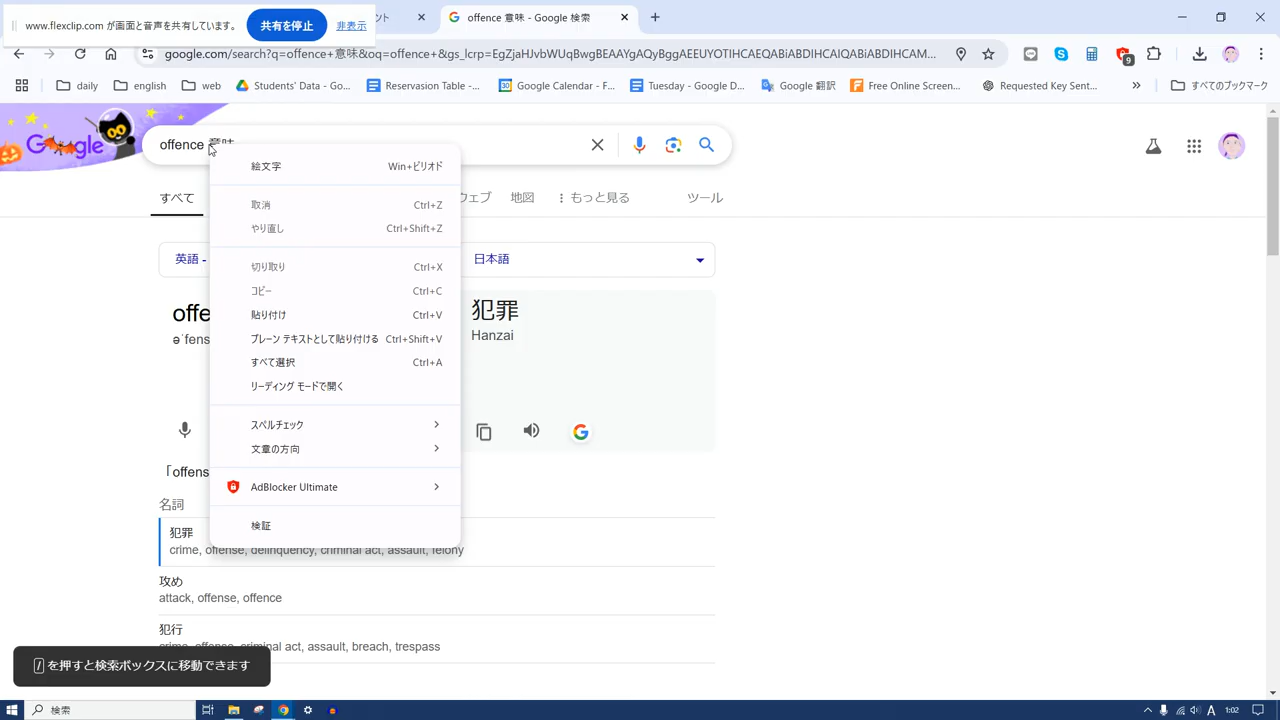 www.flexclip.com が画面と音声を共有しています。 共有を停止 非表示
ント
offence 意味 - Google 検索
google.com/search?q=offence+意味&oq=offence+&gs_lcrp=EgZjaHJvbWUqBwgBEAAYgAQyBggAEEUYOTIHCAEQABiABDIHCAIQABiABDIHCAM...
9
daily
english
web
Students' Data - Go...
Reservasion Table -...
Google Calendar - F...
Tuesday - Google D...
Google 翻訳
Free Online Screen...
Requested Key Sent...
»
すべてのブックマーク
Google
offence 意味
すべて
ウェブ
地図
もっと見る
ツール
英語 -
日本語
offe
ə'fens
犯罪
Hanzai
絵文字 Win+ピリオド
取消 Ctrl+Z
やり直し Ctrl+Shift+Z
切り取り Ctrl+X
コピー Ctrl+C
貼り付け Ctrl+V
プレーン テキストとして貼り付ける Ctrl+Shift+V
すべて選択 Ctrl+A
リーディング モードで開く
スペルチェック
文章の方向
AdBlocker Ultimate
検証
「offens
名詞
犯罪
crime, offense, delinquency, criminal act, assault, felony
攻め
attack, offense, offence
犯行
crime, offense, criminal act, assault, breach, trespass
/ を押すと検索ボックスに移動できます
検索
A
1:02